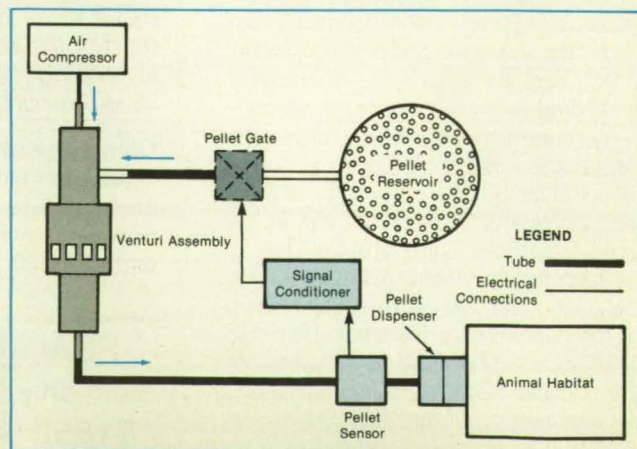 Air
Compressor
Pellet Gate
Pellet
Reservoir
Venturi Assembly
LEGEND
Tube
Electrical
Connections
Signal
Conditioner
Pellet
Dispenser
Animal Habitat
Pellet
Sensor